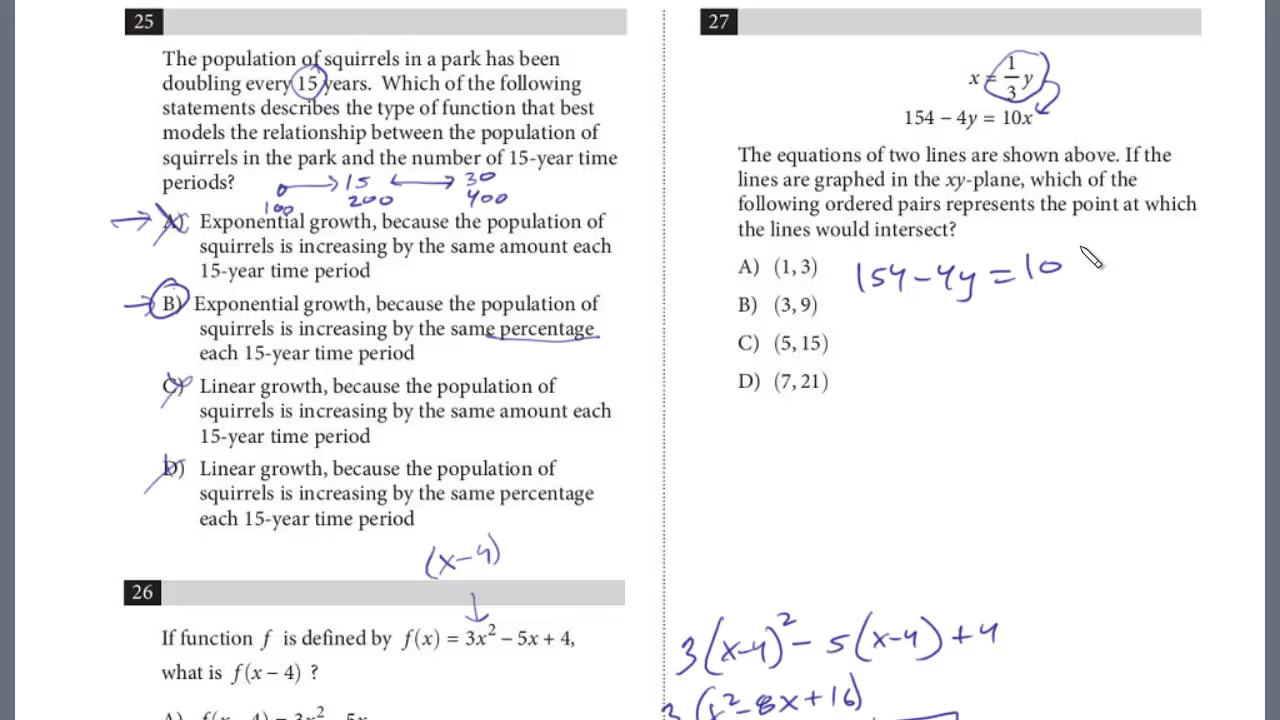 25
The population of squirrels in a park has been
doubling every 15 years. Which of the following
statements describes the type of function that best
models the relationship between the population of
squirrels in the park and the number of 15-year time
periods?
15 30
100 200 400
A) Exponential growth, because the population of
squirrels is increasing by the same amount each
15-year time period
B) Exponential growth, because the population of
squirrels is increasing by the same percentage
each 15-year time period
C) Linear growth, because the population of
squirrels is increasing by the same amount each
15-year time period
D) Linear growth, because the population of
squirrels is increasing by the same percentage
each 15-year time period
(x-4)
26
If function f is defined by f(x) = 3x² − 5x + 4,
what is f(x − 4) ?
27
x = 1/3 y
154 − 4y = 10x
The equations of two lines are shown above. If the
lines are graphed in the xy-plane, which of the
following ordered pairs represents the point at which
the lines would intersect?
A) (1, 3)
154-4y=10
B) (3, 9)
C) (5, 15)
D) (7, 21)
3(x-4)²-5(x-4)+4
3(x²-8x+16)